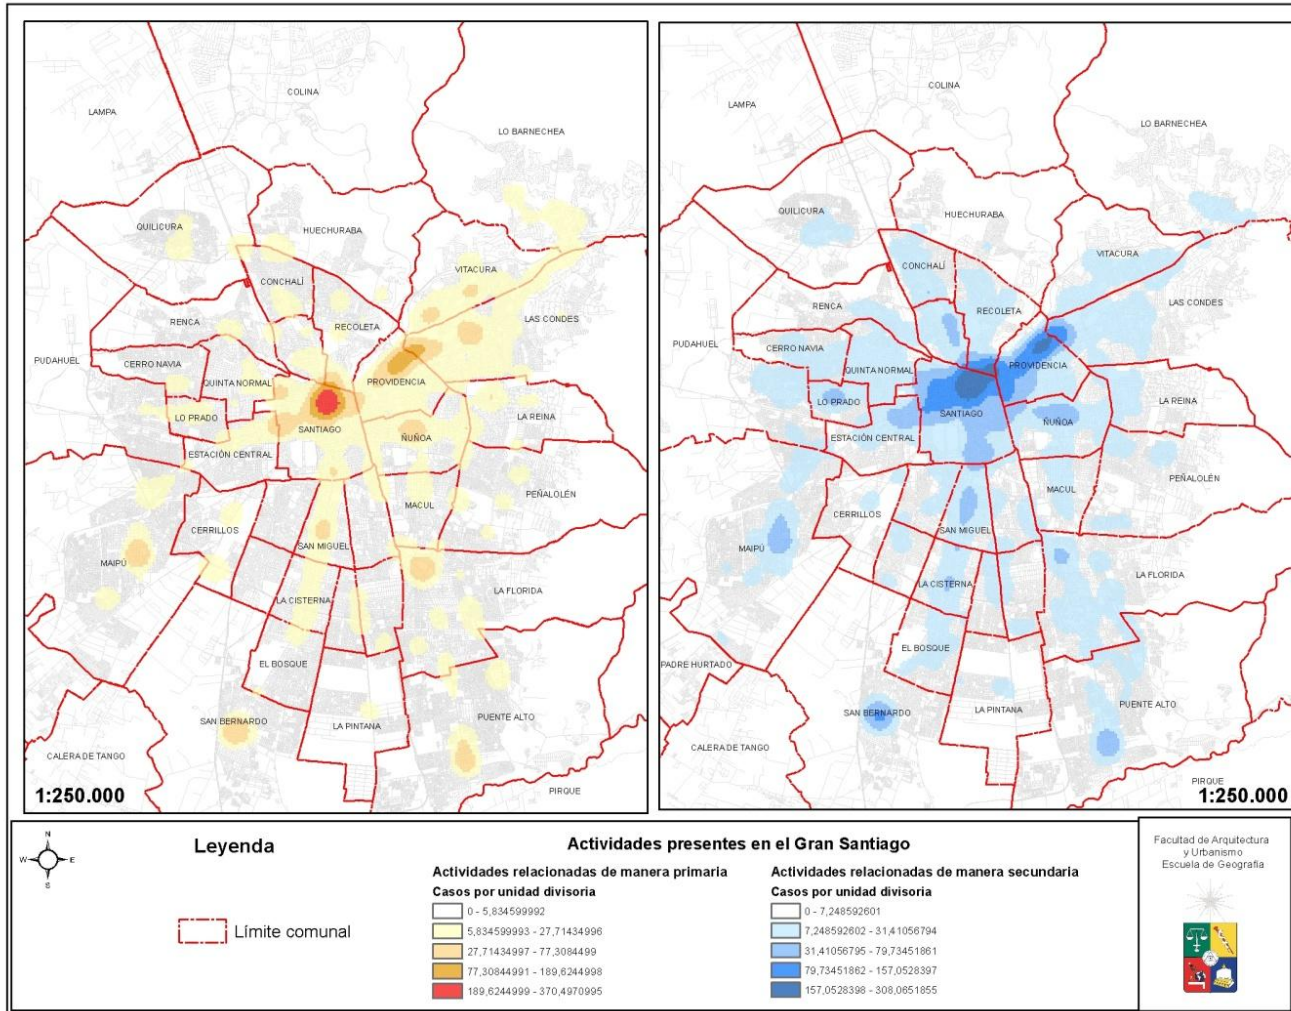 COLINA
LAMPA
LO BARNECHEA
QUILICURA
HUECHURABA
VITACURA
CONCHALÍ
LAS CONDES
RENCA
RECOLETA
PUDAHUEL
CERRO NAVIA
QUINTA NORMAL
PROVIDENCIA
LO PRADO
LA REINA
SANTIAGO
ÑUÑOA
ESTACIÓN CENTRAL
PEÑALOLÉN
MACUL
CERRILLOS
SAN MIGUEL
MAIPÚ
LA FLORIDA
LA CISTERNA
EL BOSQUE
SAN BERNARDO
LA PINTANA
PUENTE ALTO
CALERA DE TANGO
PIRQUE
1:250.000
COLINA
LAMPA
LO BARNECHEA
QUILICURA
HUECHURABA
VITACURA
CONCHALÍ
LAS CONDES
RENCA
RECOLETA
PUDAHUEL
CERRO NAVIA
QUINTA NORMAL
PROVIDENCIA
LO PRADO
LA REINA
SANTIAGO
ÑUÑOA
ESTACIÓN CENTRAL
PEÑALOLÉN
MACUL
CERRILLOS
SAN MIGUEL
MAIPÚ
LA FLORIDA
LA CISTERNA
EL BOSQUE
PADRE HURTADO
SAN BERNARDO
LA PINTANA
PUENTE ALTO
CALERA DE TANGO
PIRQUE
1:250.000
N
W E
S
Leyenda
Límite comunal
Actividades presentes en el Gran Santiago
Actividades relacionadas de manera primaria
Casos por unidad divisoria
0 - 5,834599992
5,834599993 - 27,71434996
27,71434997 - 77,3084499
77,30844991 - 189,6244998
189,6244999 - 370,4970995
Actividades relacionadas de manera secundaria
Casos por unidad divisoria
0 - 7,248592601
7,248592602 - 31,41056794
31,41056795 - 79,73451861
79,73451862 - 157,0528397
157,0528398 - 308,0651855
Facultad de Arquitectura
y Urbanismo
Escuela de Geografía